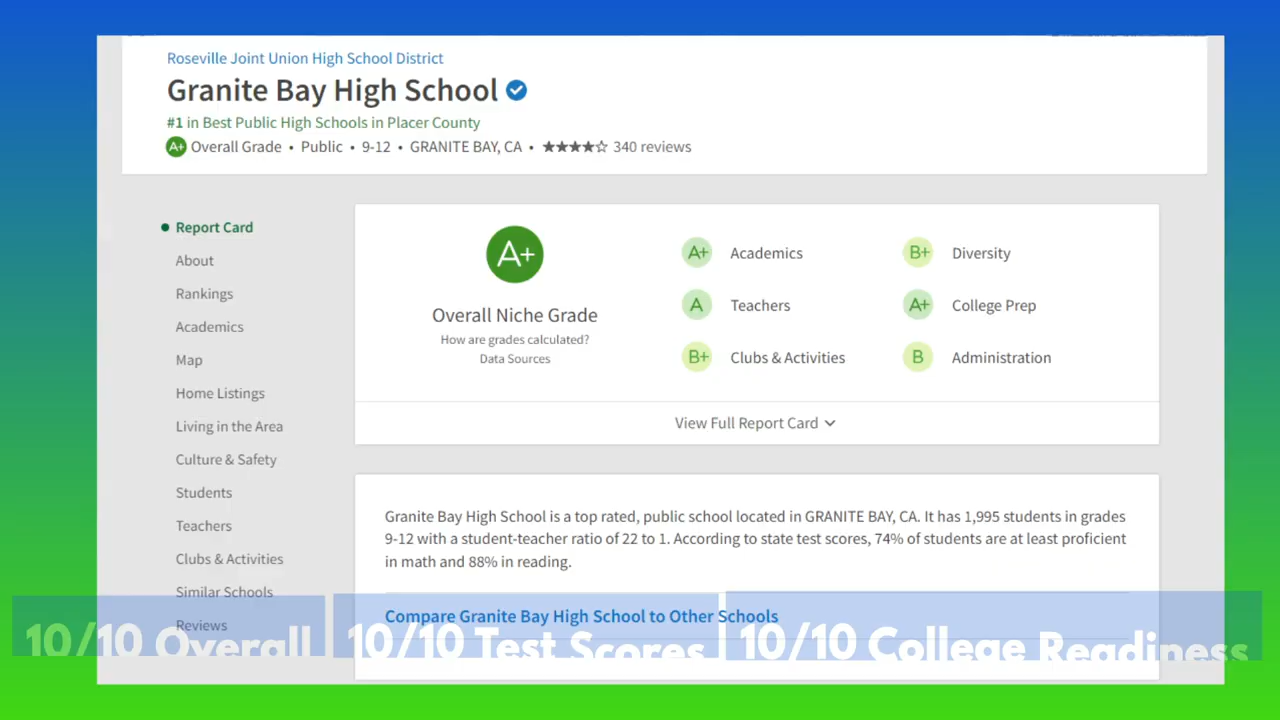 Roseville Joint Union High School District
Granite Bay High School
#1 in Best Public High Schools in Placer County
A+ Overall Grade • Public • 9-12 • GRANITE BAY, CA • ★★★★☆ 340 reviews
Report Card
About
Rankings
Academics
Map
Home Listings
Living in the Area
Culture & Safety
Students
Teachers
Clubs & Activities
Similar Schools
Reviews
A+
Overall Niche Grade
How are grades calculated?
Data Sources
A+ Academics
A Teachers
B+ Clubs & Activities
B+ Diversity
A+ College Prep
B Administration
View Full Report Card
Granite Bay High School is a top rated, public school located in GRANITE BAY, CA. It has 1,995 students in grades
9-12 with a student-teacher ratio of 22 to 1. According to state test scores, 74% of students are at least proficient
in math and 88% in reading.
Compare Granite Bay High School to Other Schools
10/10 Overall | 10/10 Test Scores | 10/10 College Readiness